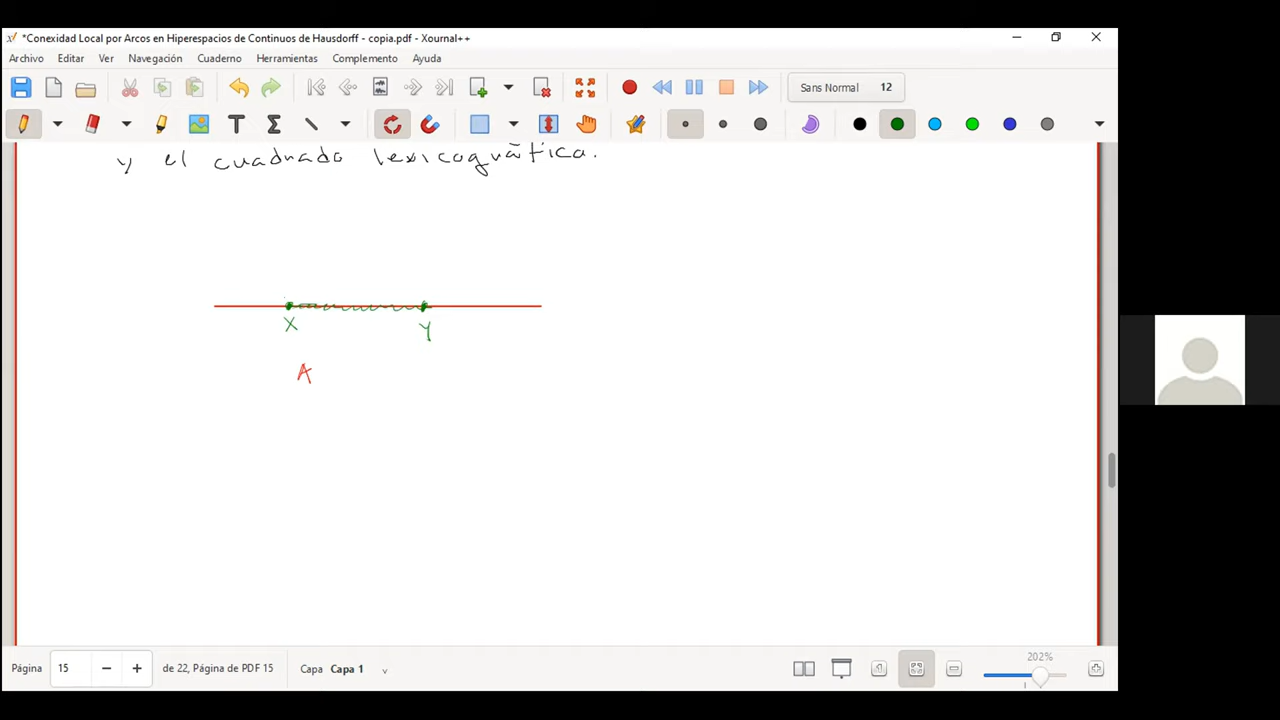 *Conexidad Local por Arcos en Hiperespacios de Continuos de Hausdorff - copia.pdf - Xournal++
Archivo Editar Ver Navegación Cuaderno Herramientas Complemento Ayuda
Sans Normal 12
y el cuadrado lexicográfica.
X Y
A
Página 15 de 22, Página de PDF 15 Capa Capa 1 202%